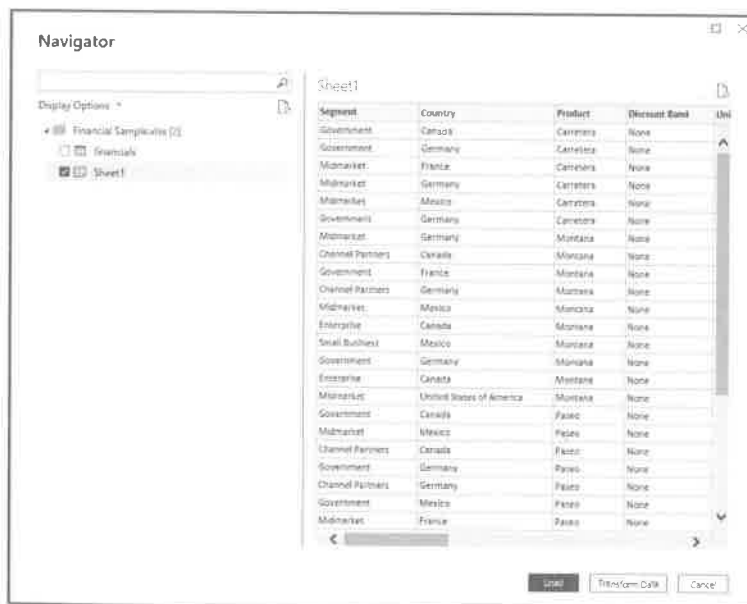 Navigator
Display Options
Financial Sample.xlsx [2]
financials
Sheet1
Sheet1
Segment Country Product Discount Band Uni
Government Canada Carretera None
Government Germany Carretera None
Midmarket France Carretera None
Midmarket Germany Carretera None
Midmarket Mexico Carretera None
Government Germany Carretera None
Midmarket Germany Montana None
Channel Partners Canada Montana None
Government France Montana None
Channel Partners Germany Montana None
Midmarket Mexico Montana None
Enterprise Canada Montana None
Small Business Mexico Montana None
Government Germany Montana None
Enterprise Canada Montana None
Midmarket United States of America Montana None
Government Canada Paseo None
Midmarket Mexico Paseo None
Channel Partners Canada Paseo None
Government Germany Paseo None
Channel Partners Germany Paseo None
Government Mexico Paseo None
Midmarket France Paseo None
Load Transform Data Cancel